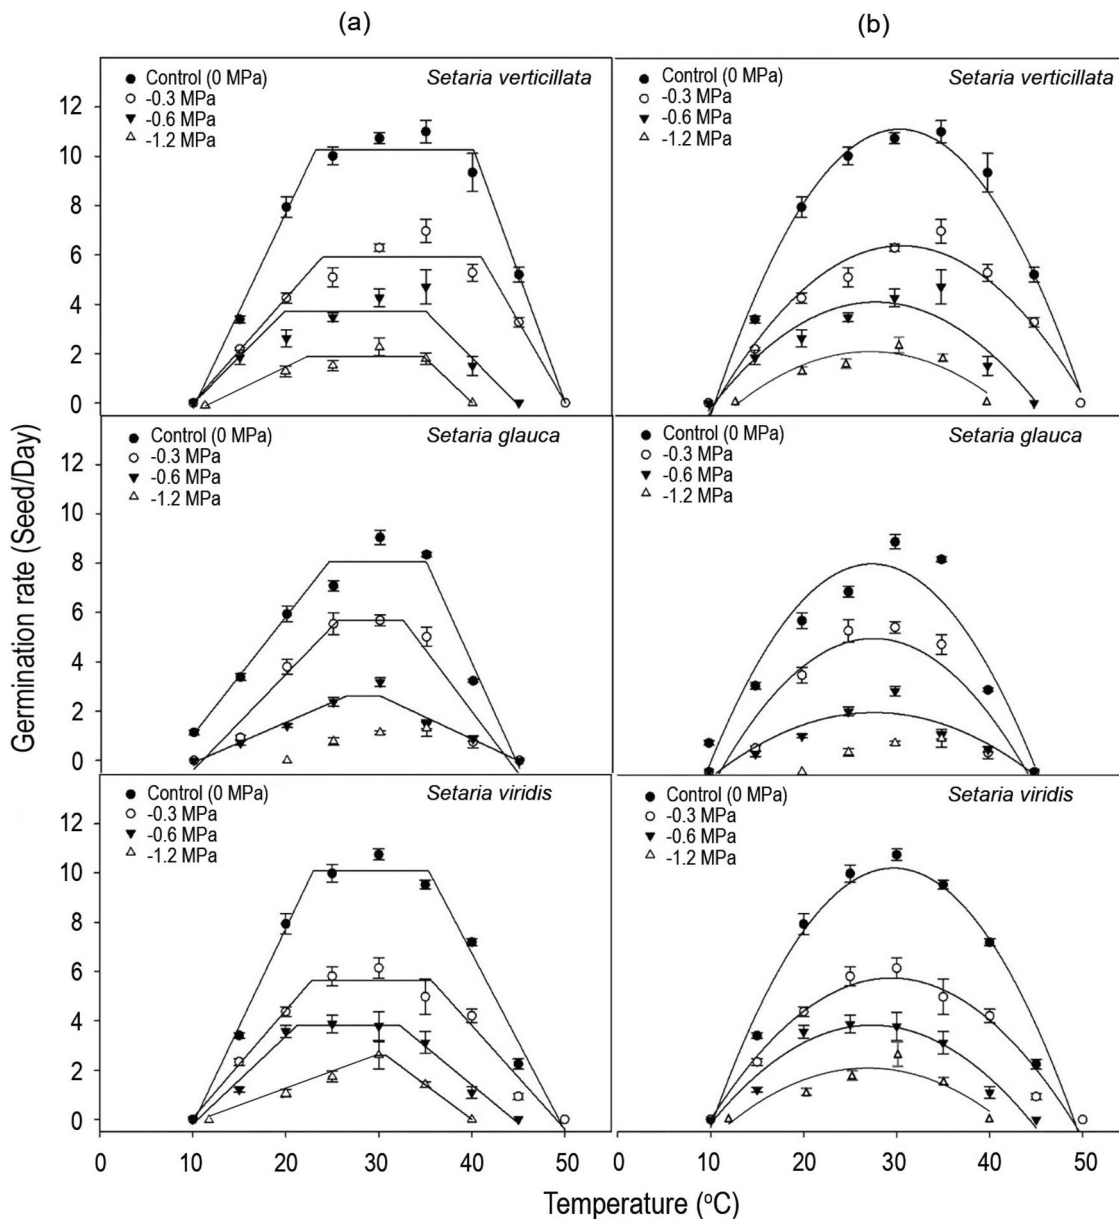 (a)
(b)
Germination rate (Seed/Day)
Control (0 MPa)
-0.3 MPa
-0.6 MPa
-1.2 MPa
Setaria verticillata
12
10
8
6
4
2
0
Control (0 MPa)
-0.3 MPa
-0.6 MPa
-1.2 MPa
Setaria verticillata
Control (0 MPa)
-0.3 MPa
-0.6 MPa
-1.2 MPa
Setaria glauca
12
10
8
6
4
2
0
Control (0 MPa)
-0.3 MPa
-0.6 MPa
-1.2 MPa
Setaria glauca
Control (0 MPa)
-0.3 MPa
-0.6 MPa
-1.2 MPa
Setaria viridis
12
10
8
6
4
2
0
Control (0 MPa)
-0.3 MPa
-0.6 MPa
-1.2 MPa
Setaria viridis
0 10 20 30 40 50
0 10 20 30 40 50
Temperature (°C)